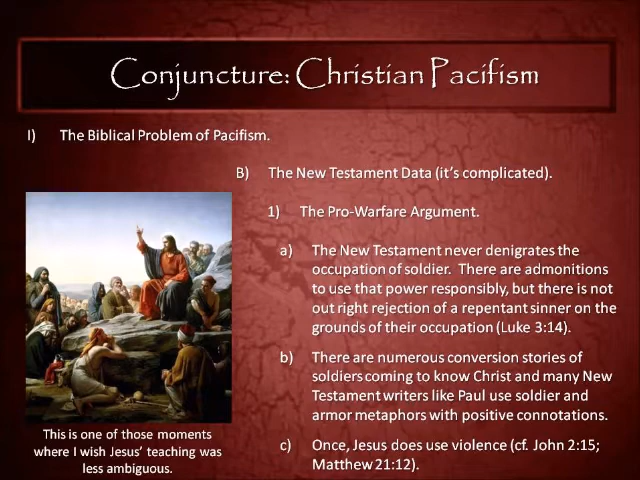 Conjuncture: Christian Pacifism
I) The Biblical Problem of Pacifism.
B) The New Testament Data (it's complicated).
1) The Pro-Warfare Argument.
a) The New Testament never denigrates the
occupation of soldier. There are admonitions
to use that power responsibly, but there is not
out right rejection of a repentant sinner on the
grounds of their occupation (Luke 3:14).
b) There are numerous conversion stories of
soldiers coming to know Christ and many New
Testament writers like Paul use soldier and
armor metaphors with positive connotations.
c) Once, Jesus does use violence (cf. John 2:15;
Matthew 21:12).
This is one of those moments
where I wish Jesus' teaching was
less ambiguous.